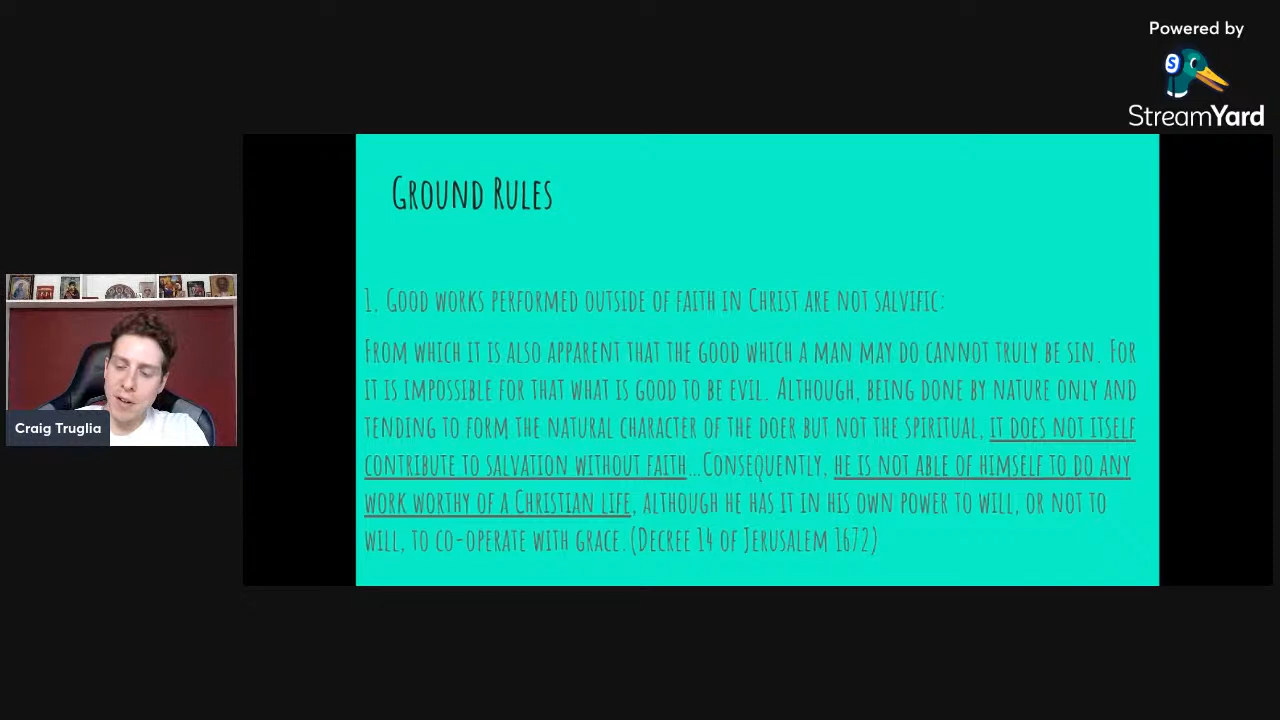 Powered by
S
StreamYard
GROUND RULES
1. GOOD WORKS PERFORMED OUTSIDE OF FAITH IN CHRIST ARE NOT SALVIFIC:
FROM WHICH IT IS ALSO APPARENT THAT THE GOOD WHICH A MAN MAY DO CANNOT TRULY BE SIN. FOR
IT IS IMPOSSIBLE FOR THAT WHAT IS GOOD TO BE EVIL. ALTHOUGH, BEING DONE BY NATURE ONLY AND
TENDING TO FORM THE NATURAL CHARACTER OF THE DOER BUT NOT THE SPIRITUAL, IT DOES NOT ITSELF
CONTRIBUTE TO SALVATION WITHOUT FAITH...CONSEQUENTLY, HE IS NOT ABLE OF HIMSELF TO DO ANY
WORK WORTHY OF A CHRISTIAN LIFE, ALTHOUGH HE HAS IT IN HIS OWN POWER TO WILL, OR NOT TO
WILL, TO CO-OPERATE WITH GRACE. (DECREE 14 OF JERUSALEM 1672)
Craig Truglia